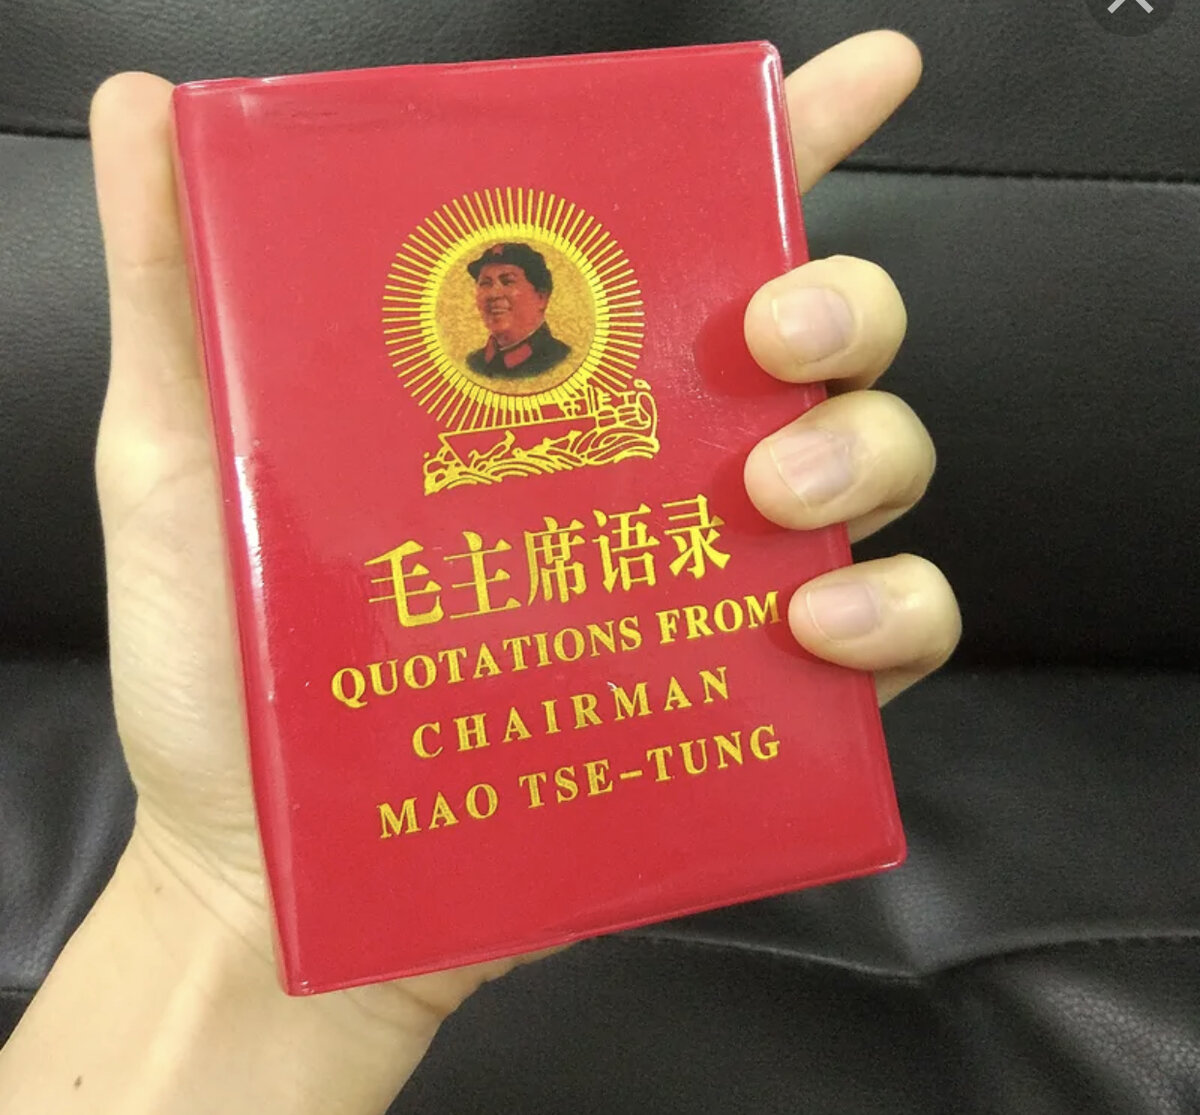 毛主席语录
QUOTATIONS FROM
CHAIRMAN
MAO TSE-TUNG